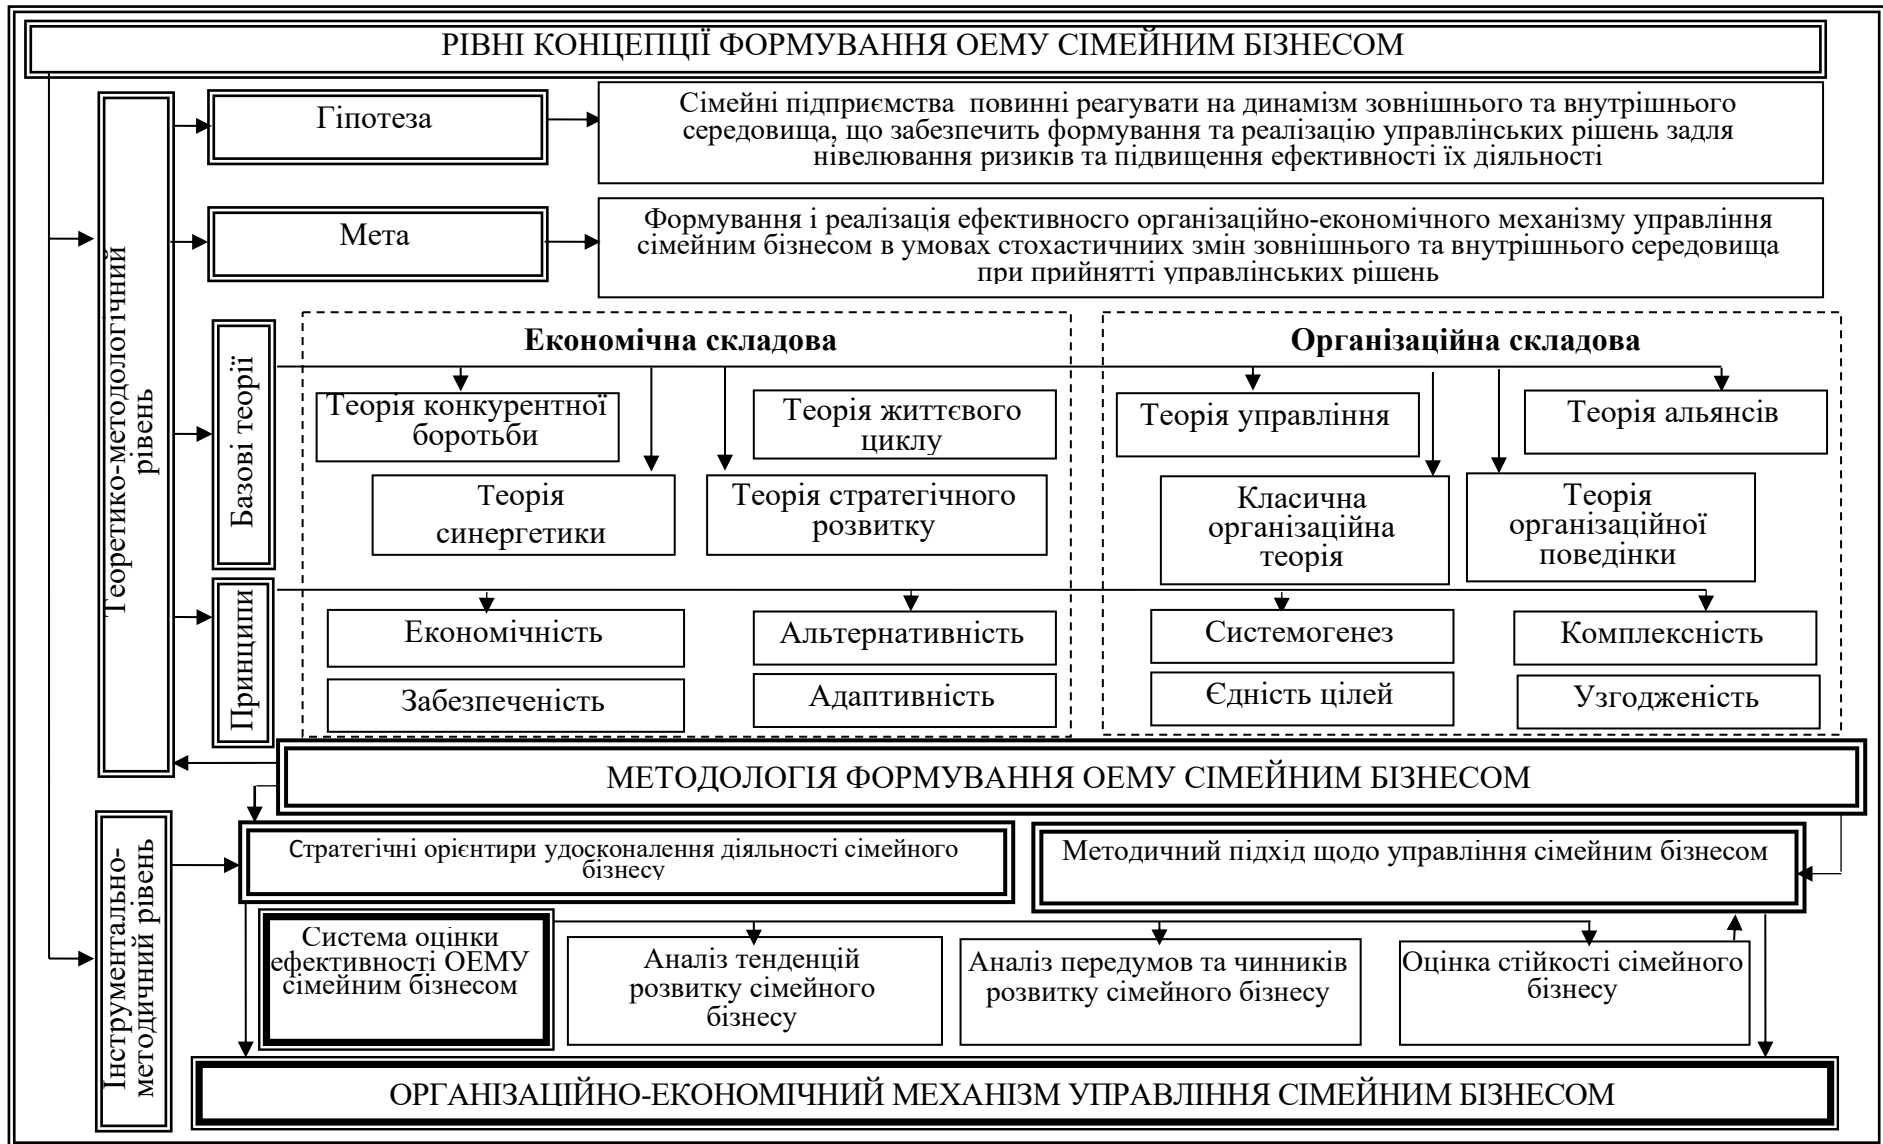 РІВНІ КОНЦЕПЦІЇ ФОРМУВАННЯ ОЕМУ СІМЕЙНИМ БІЗНЕСОМ
Теоретико-методологічний
рівень
Гіпотеза
Сімейні підприємства повинні реагувати на динамізм зовнішнього та внутрішнього
середовища, що забезпечить формування та реалізацію управлінських рішень задля
нівелювання ризиків та підвищення ефективності їх діяльності
Мета
Формування і реалізація ефективного організаційно-економічного механізму управління
сімейним бізнесом в умовах стохастичниих змін зовнішнього та внутрішнього середовища
при прийнятті управлінських рішень
Базові теорії
Економічна складова
Організаційна складова
Теорія конкурентної
боротьби
Теорія життєвого
циклу
Теорія управління
Теорія альянсів
Теорія
синергетики
Теорія стратегічного
розвитку
Класична
організаційна
теорія
Теорія
організаційної
поведінки
Принципи
Економічність
Альтернативність
Системогенез
Комплексність
Забезпеченість
Адаптивність
Єдність цілей
Узгодженість
МЕТОДОЛОГІЯ ФОРМУВАННЯ ОЕМУ СІМЕЙНИМ БІЗНЕСОМ
Інструментально-
методичний рівень
Стратегічні орієнтири удосконалення діяльності сімейного
бізнесу
Методичний підхід щодо управління сімейним бізнесом
Система оцінки
ефективності ОЕМУ
сімейним бізнесом
Аналіз тенденцій
розвитку сімейного
бізнесу
Аналіз передумов та чинників
розвитку сімейного бізнесу
Оцінка стійкості сімейного
бізнесу
ОРГАНІЗАЦІЙНО-ЕКОНОМІЧНИЙ МЕХАНІЗМ УПРАВЛІННЯ СІМЕЙНИМ БІЗНЕСОМ